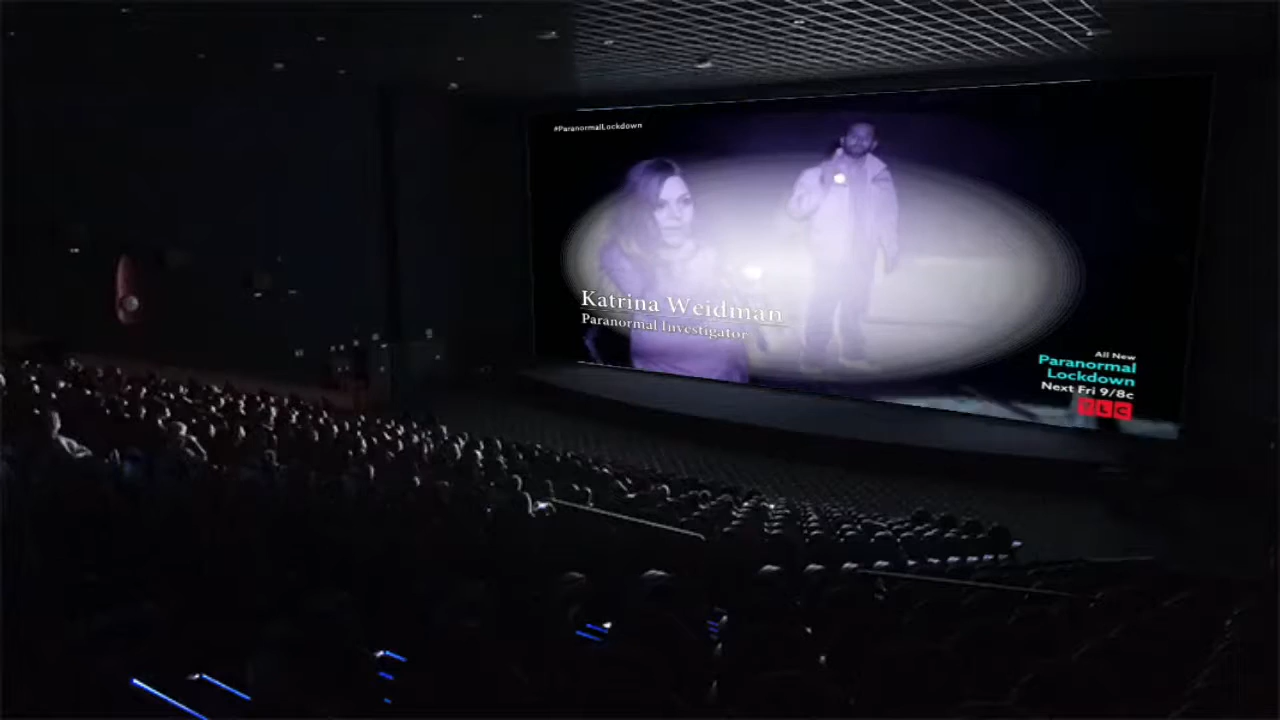 #ParanormalLockdown
Katrina Weidman
Paranormal Investigator
All New
Paranormal
Lockdown
Next Fri 9/8c
TLC